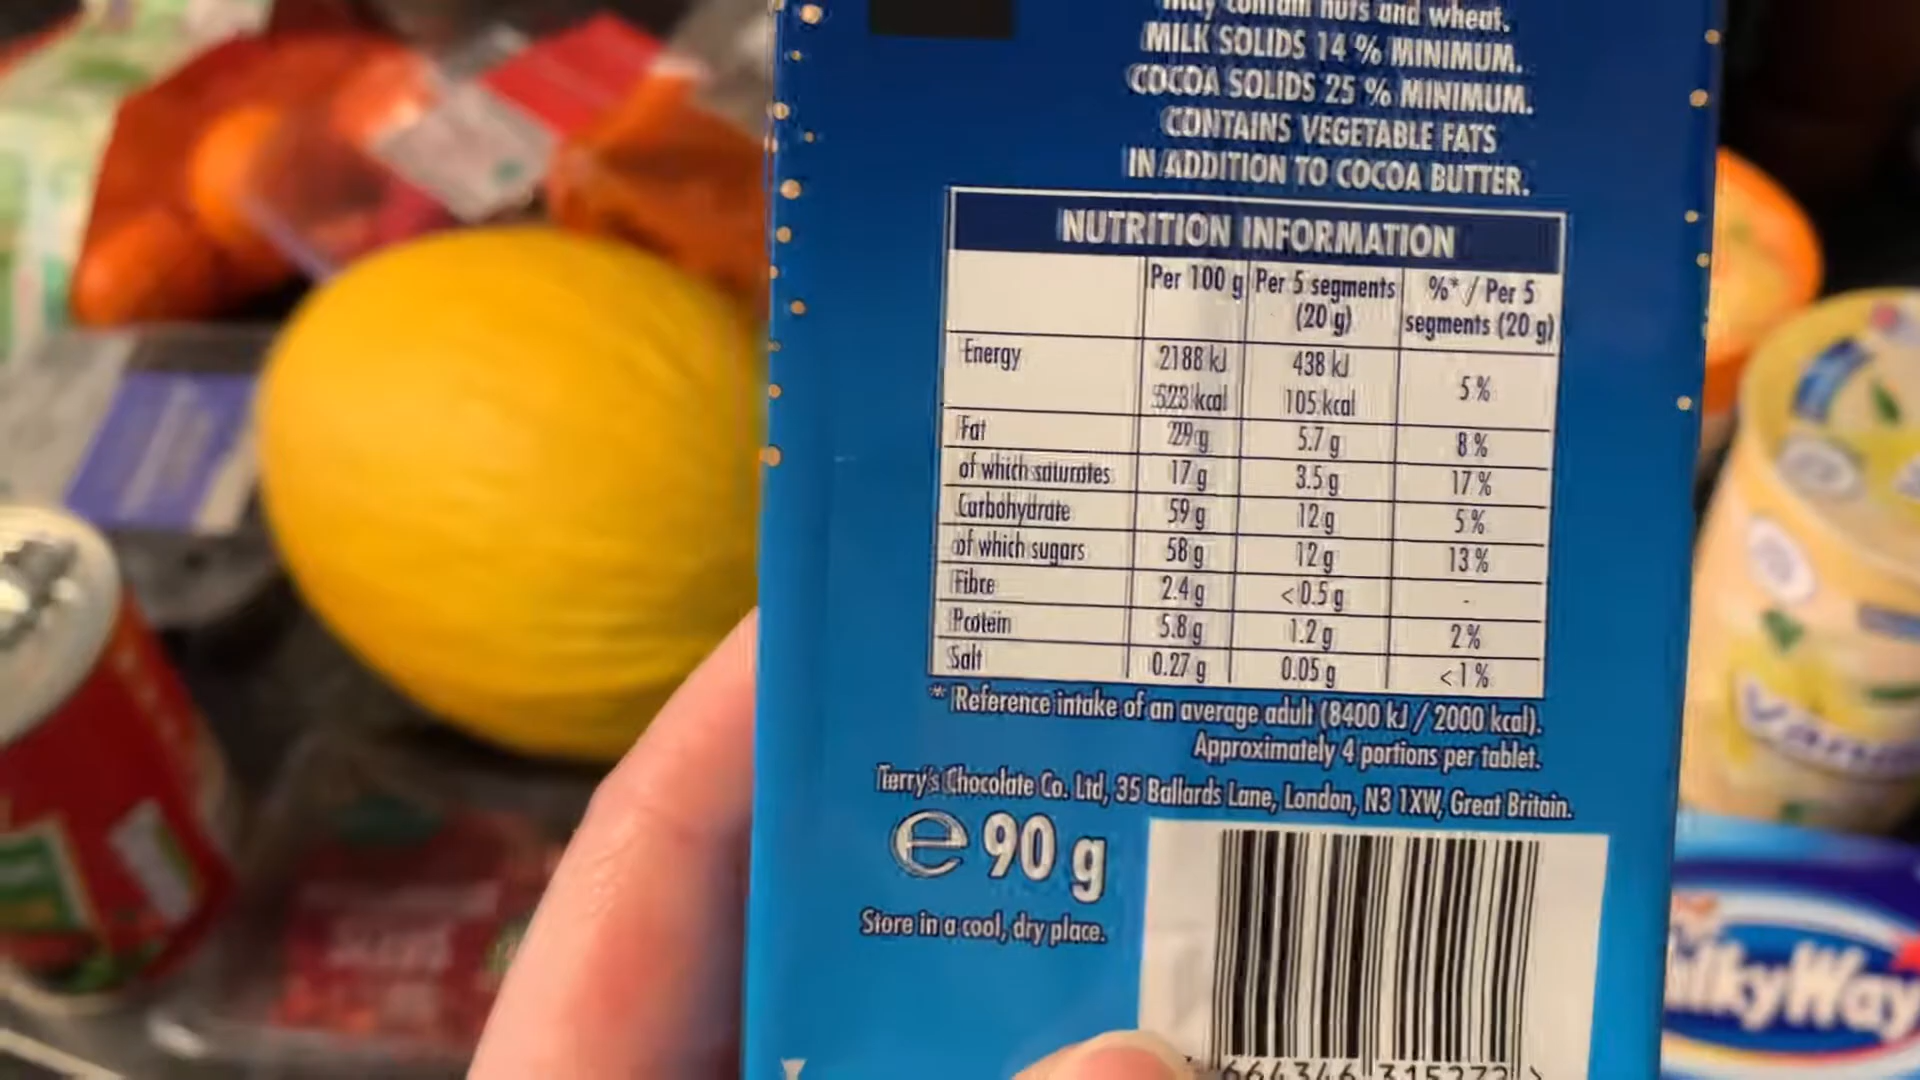 may contain nuts and wheat.
MILK SOLIDS 14 % MINIMUM.
COCOA SOLIDS 25 % MINIMUM.
CONTAINS VEGETABLE FATS
IN ADDITION TO COCOA BUTTER.
NUTRITION INFORMATION
Per 100 g Per 5 segments (20 g) %* / Per 5 segments (20 g)
Energy 2188 kJ 438 kJ 5 %
523 kcal 105 kcal
Fat 29 g 5.7 g 8 %
of which saturates 17 g 3.5 g 17 %
Carbohydrate 59 g 12 g 5 %
of which sugars 58 g 12 g 13 %
Fibre 2.4 g <0.5 g -
Protein 5.8 g 1.2 g 2 %
Salt 0.27 g 0.05 g <1 %
* Reference intake of an average adult (8400 kJ / 2000 kcal).
Approximately 4 portions per tablet.
Terry's Chocolate Co. Ltd, 35 Ballards Lane, London, N3 1XW, Great Britain.
e 90 g
Store in a cool, dry place.
664346 315272 >
MilkyWay